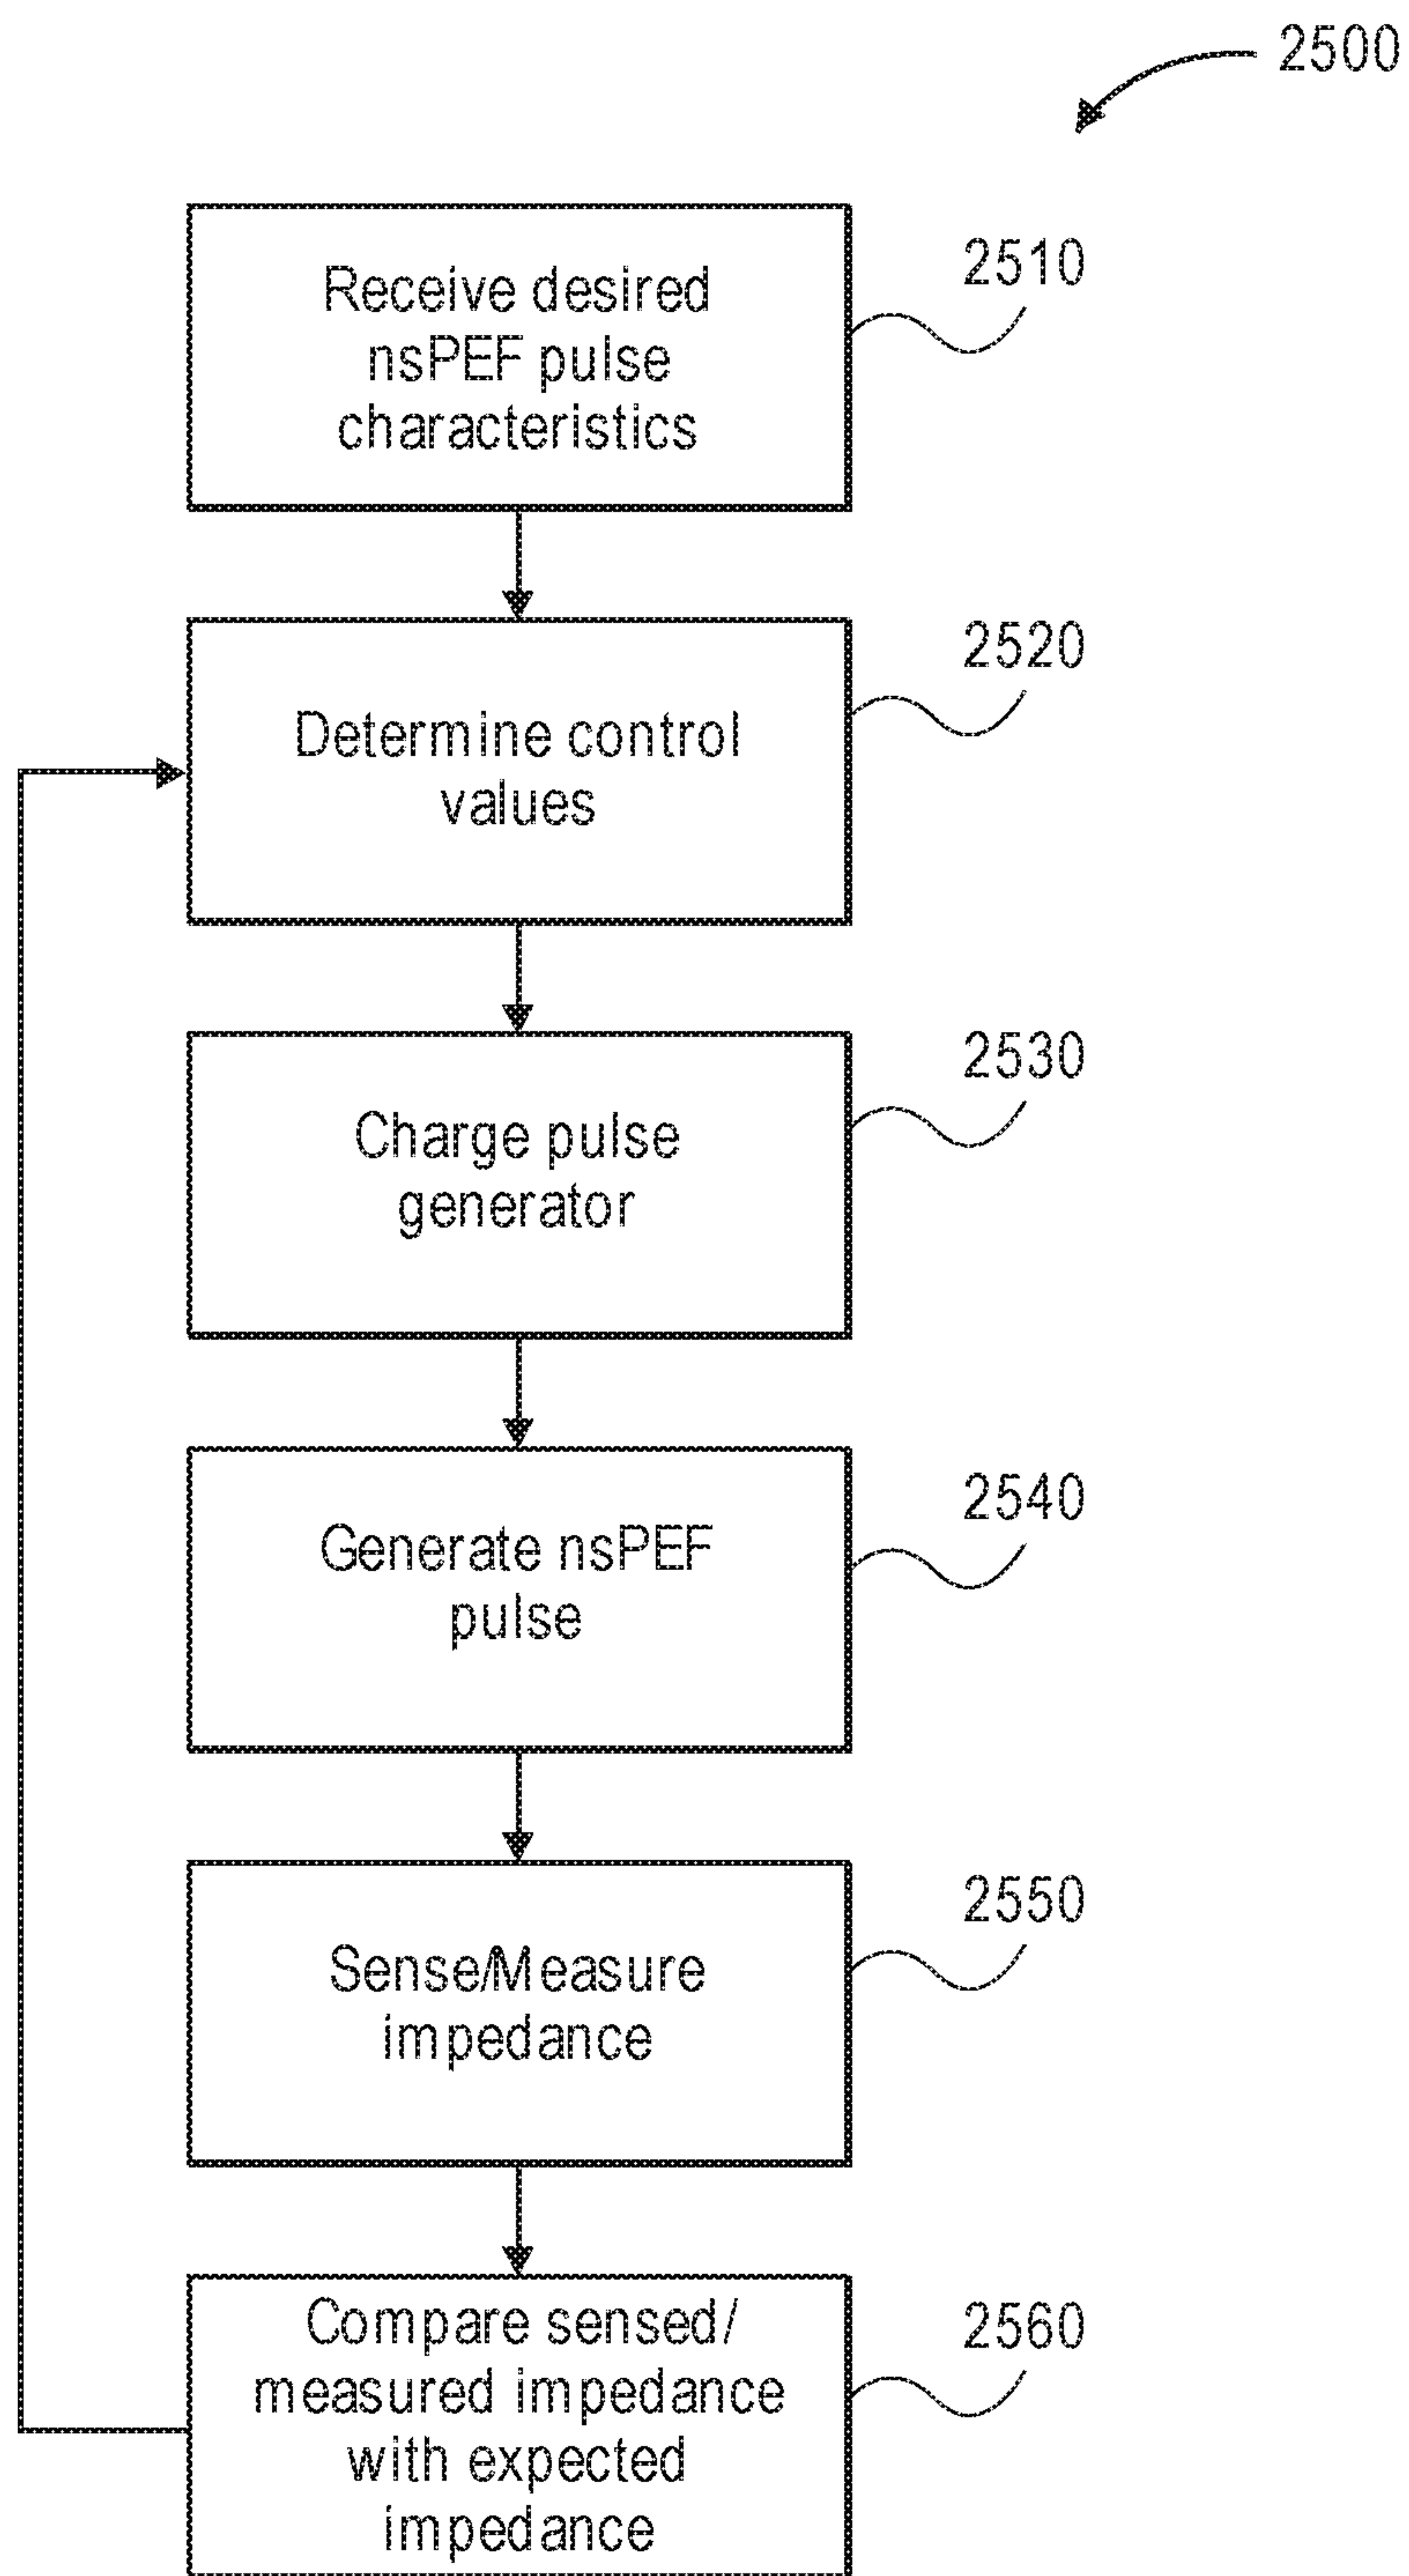 2500
Receive desired
nsPEF pulse
characteristics
2510
Determine control
values
2520
Charge pulse
generator
2530
Generate nsPEF
pulse
2540
Sense/Measure
impedance
2550
Compare sensed/
measured impedance
with expected
impedance
2560